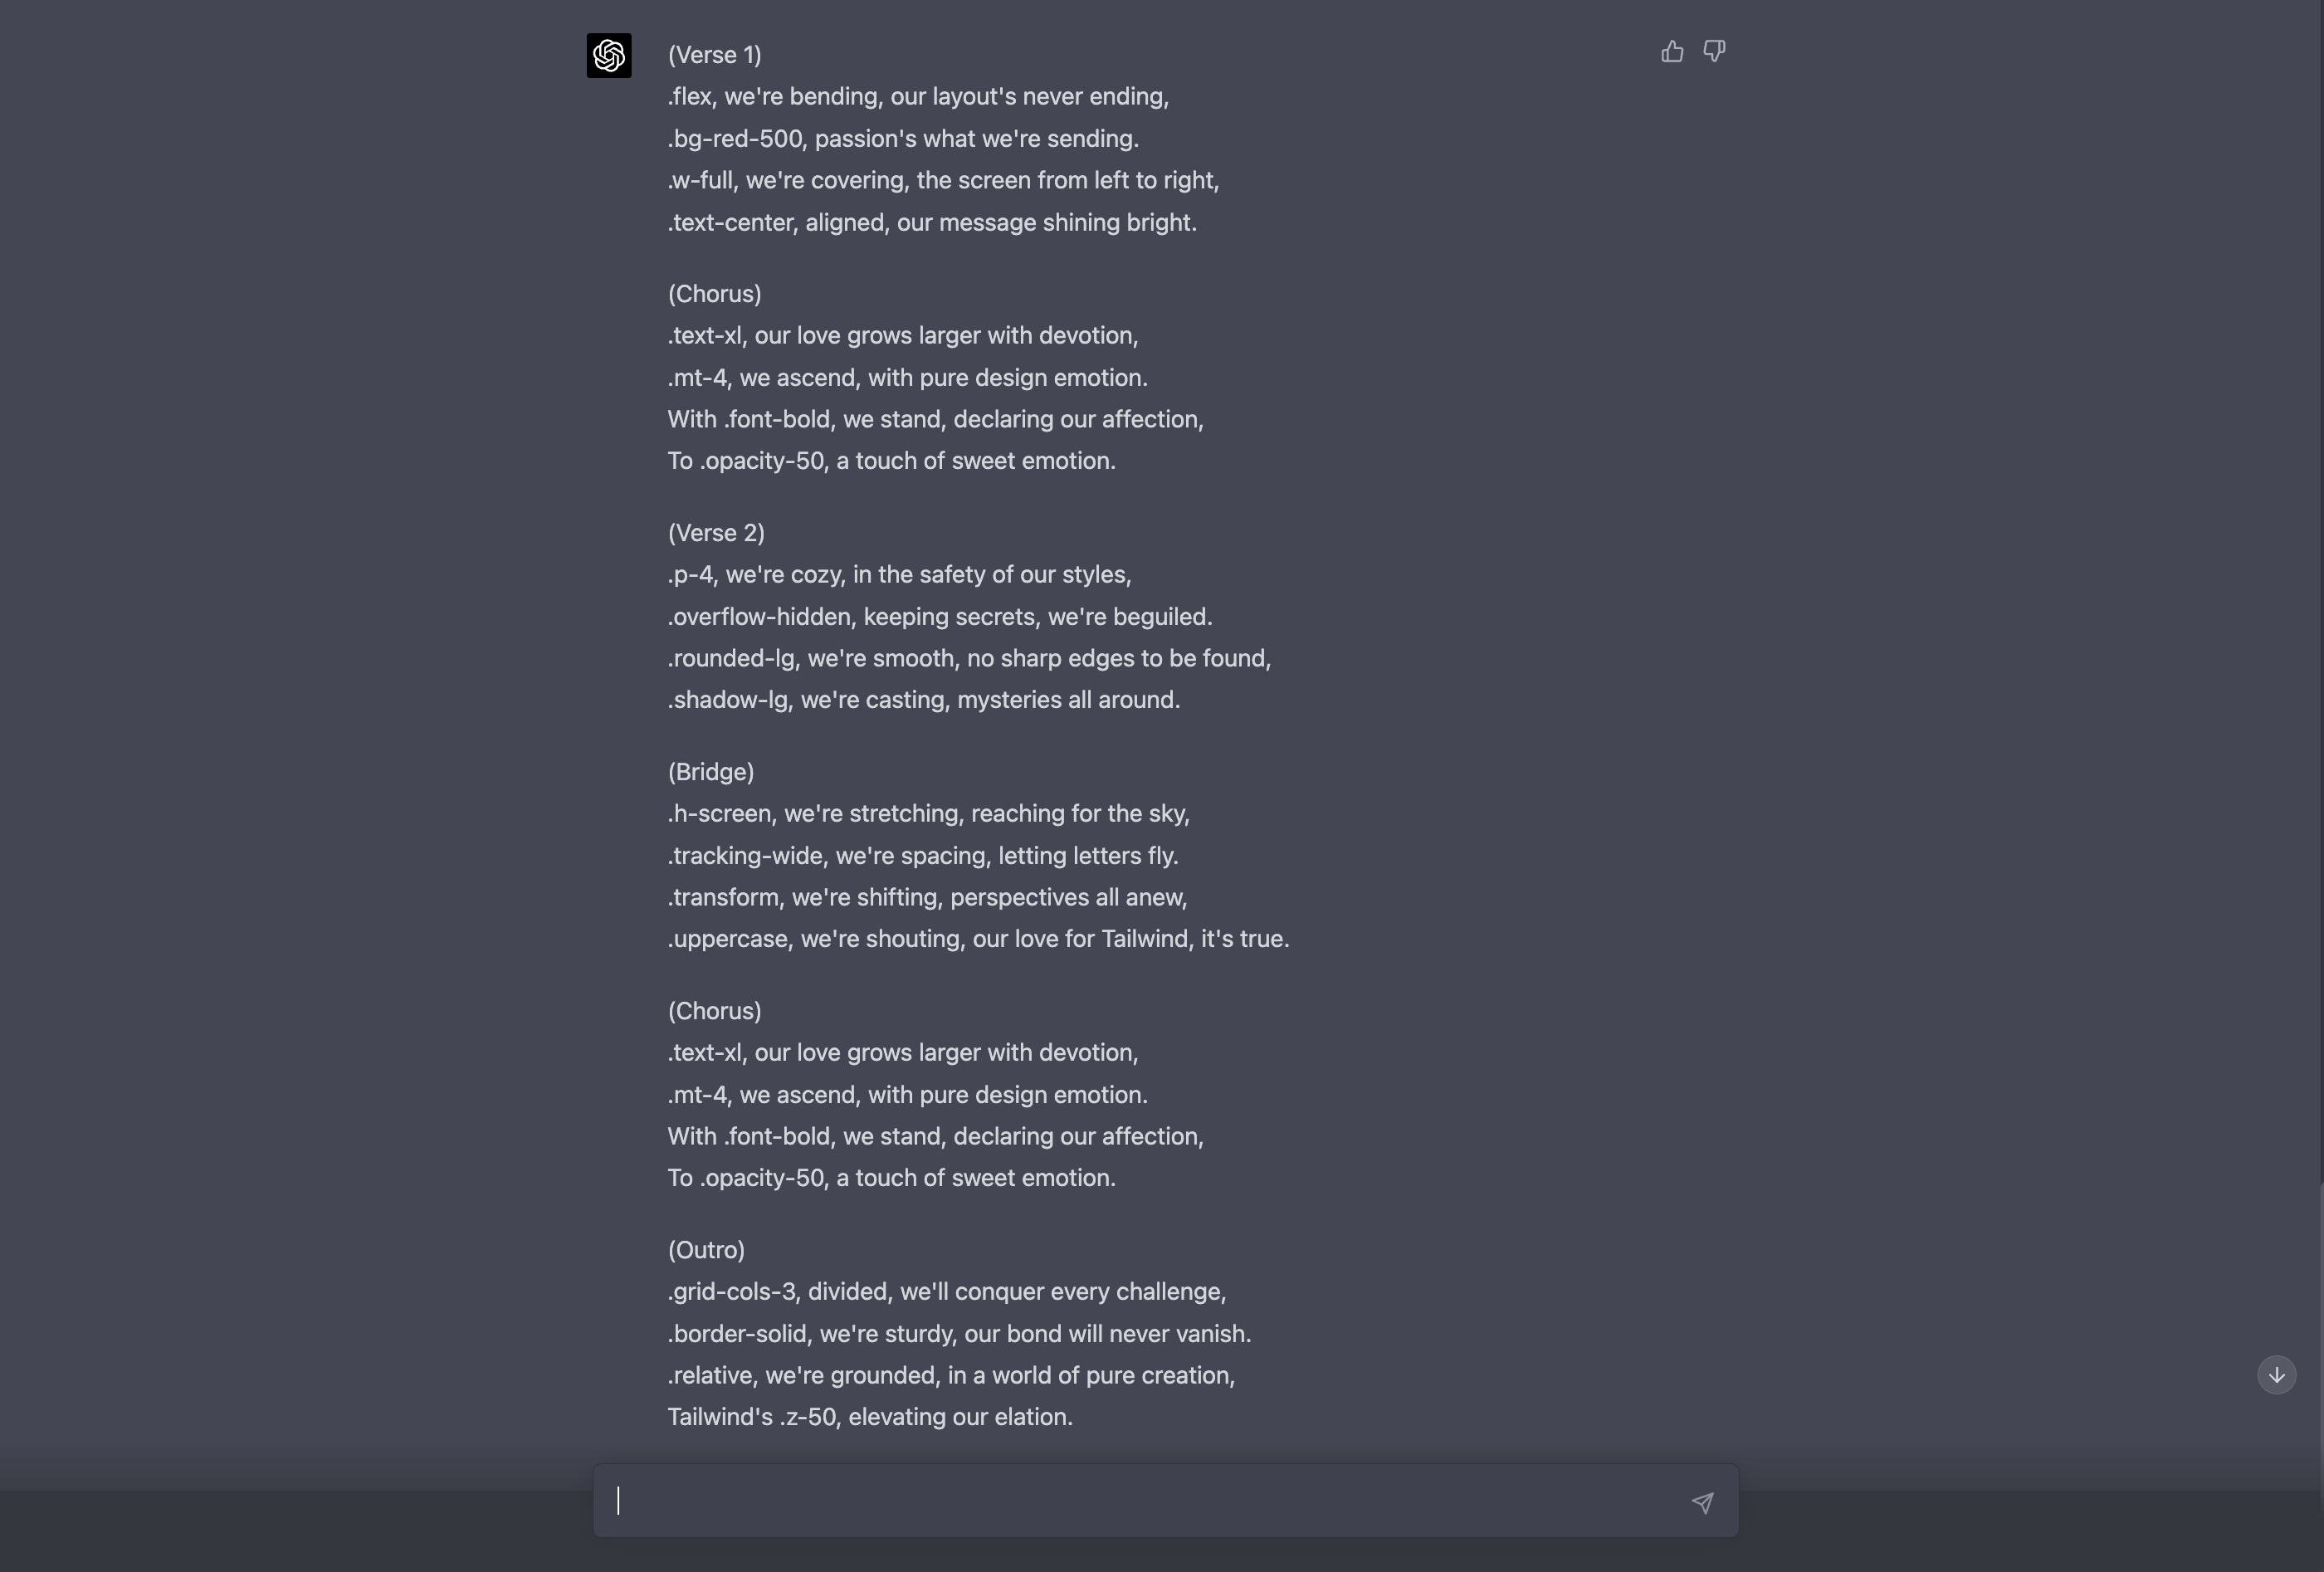 (Verse 1)
.flex, we're bending, our layout's never ending,
.bg-red-500, passion's what we're sending.
.w-full, we're covering, the screen from left to right,
.text-center, aligned, our message shining bright.
(Chorus)
.text-xl, our love grows larger with devotion,
.mt-4, we ascend, with pure design emotion.
With .font-bold, we stand, declaring our affection,
To .opacity-50, a touch of sweet emotion.
(Verse 2)
.p-4, we're cozy, in the safety of our styles,
.overflow-hidden, keeping secrets, we're beguiled.
.rounded-lg, we're smooth, no sharp edges to be found,
.shadow-lg, we're casting, mysteries all around.
(Bridge)
.h-screen, we're stretching, reaching for the sky,
.tracking-wide, we're spacing, letting letters fly.
.transform, we're shifting, perspectives all anew,
.uppercase, we're shouting, our love for Tailwind, it's true.
(Chorus)
.text-xl, our love grows larger with devotion,
.mt-4, we ascend, with pure design emotion.
With .font-bold, we stand, declaring our affection,
To .opacity-50, a touch of sweet emotion.
(Outro)
.grid-cols-3, divided, we'll conquer every challenge,
.border-solid, we're sturdy, our bond will never vanish.
.relative, we're grounded, in a world of pure creation,
Tailwind's .z-50, elevating our elation.